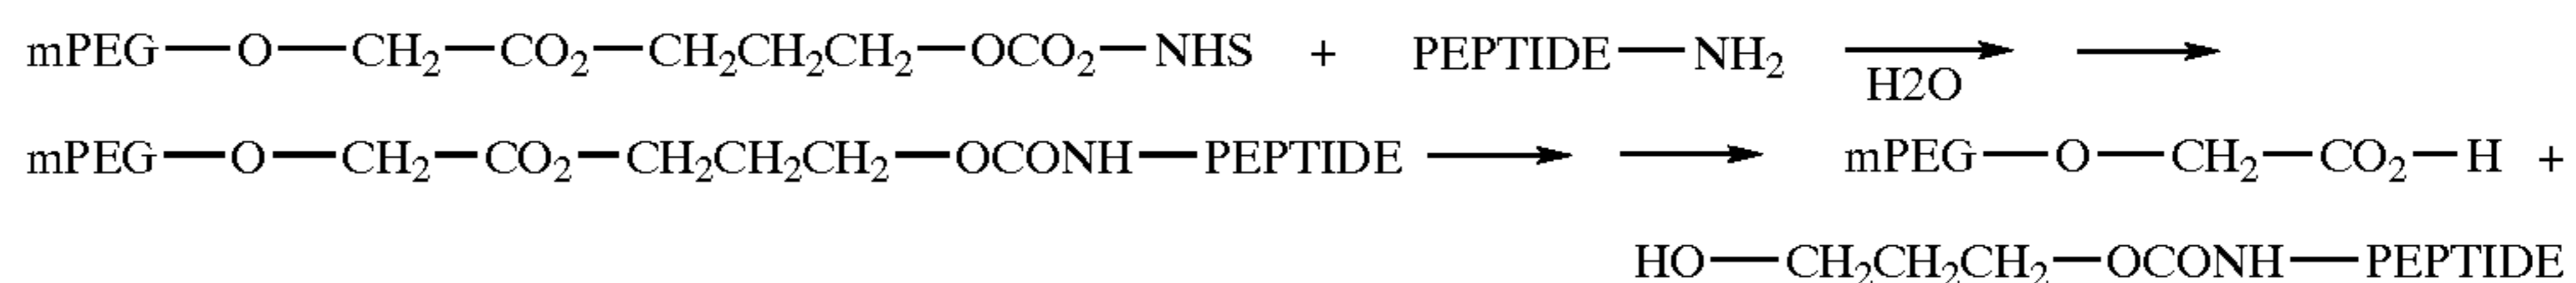 mPEG—O—CH₂—CO₂—CH₂CH₂CH₂—OCO₂—NHS + PEPTIDE—NH₂ ⟶ ⟶
H2O
mPEG—O—CH₂—CO₂—CH₂CH₂CH₂—OCONH—PEPTIDE ⟶ ⟶ mPEG—O—CH₂—CO₂—H +
HO—CH₂CH₂CH₂—OCONH—PEPTIDE